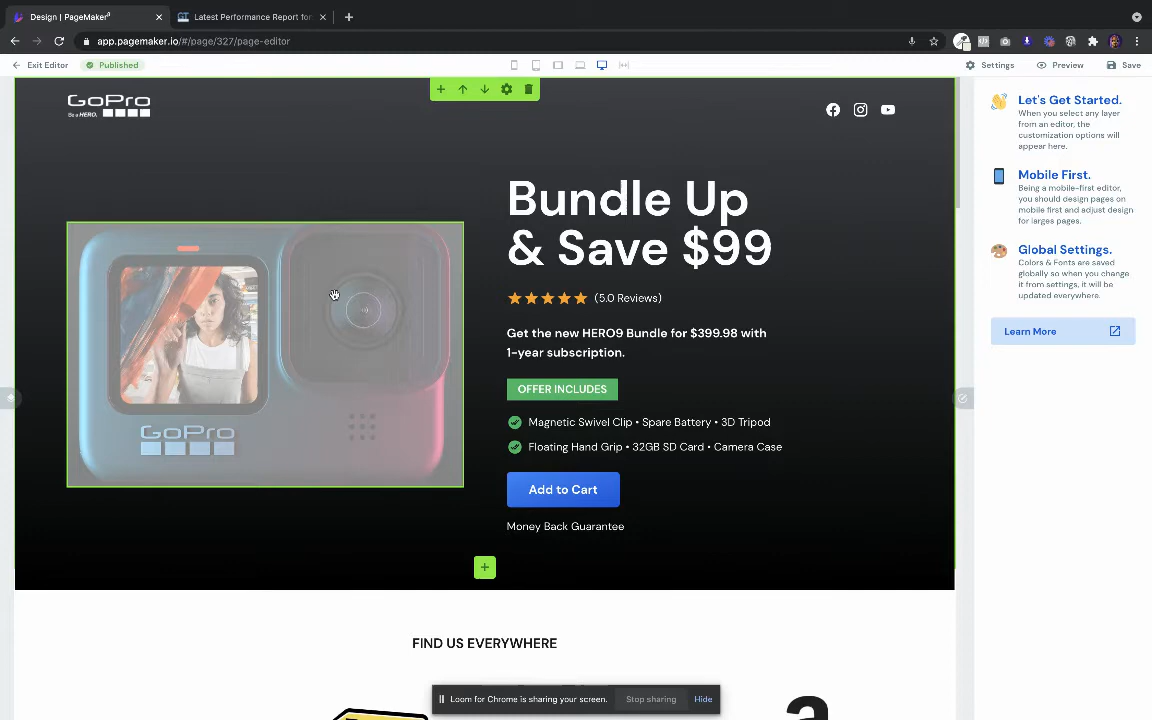 Design | PageMaker
Latest Performance Report for
app.pagemaker.io/#/page/327/page-editor
Exit Editor
Published
Settings
Preview
Save
GoPro
Be a HERO.
Bundle Up
& Save $99
(5.0 Reviews)
Get the new HERO9 Bundle for $399.98 with
1-year subscription.
OFFER INCLUDES
Magnetic Swivel Clip • Spare Battery • 3D Tripod
Floating Hand Grip • 32GB SD Card • Camera Case
Add to Cart
Money Back Guarantee
GoPro
FIND US EVERYWHERE
a
Let's Get Started.
When you select any layer
from an editor, the
customization options will
appear here.
Mobile First.
Being a mobile-first editor,
you should design pages on
mobile first and adjust design
for larges pages.
Global Settings.
Colors & Fonts are saved
globally so when you change
it from settings, it will be
updated everywhere.
Learn More
Loom for Chrome is sharing your screen.
Stop sharing
Hide